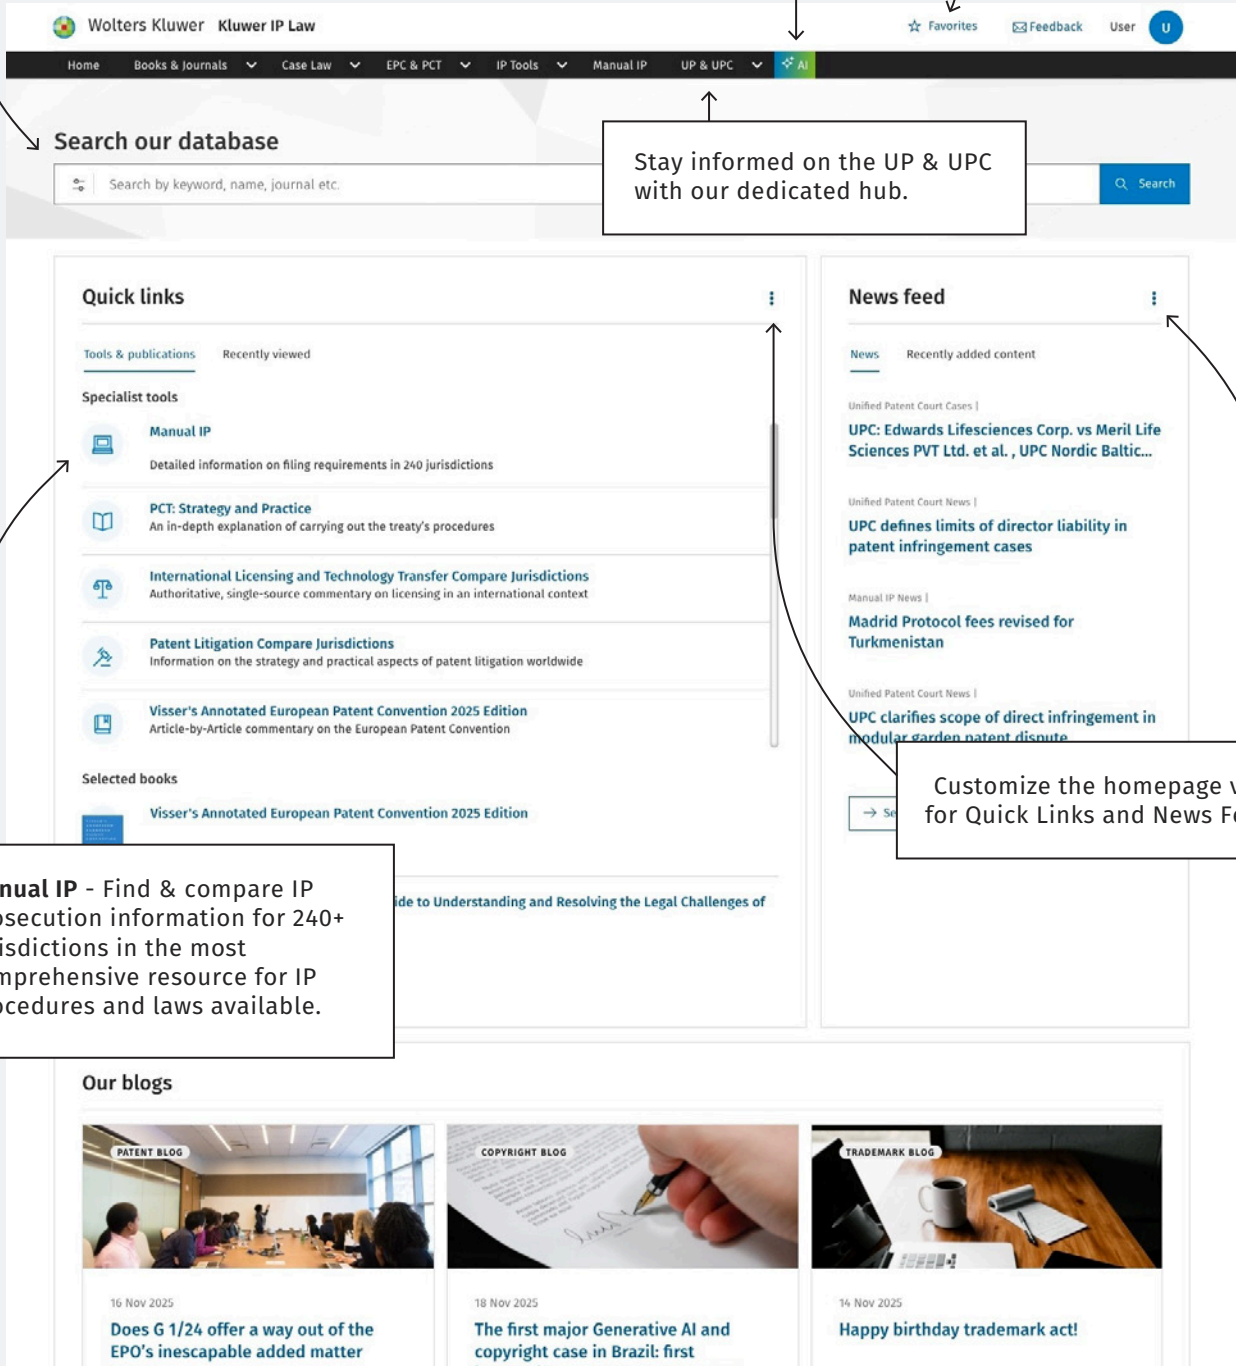 Wolters Kluwer Kluwer IP Law
Favorites
Feedback
User
U
Home
Books & Journals
Case Law
EPC & PCT
IP Tools
Manual IP
UP & UPC
AI
Search our database
Search by keyword, name, journal etc.
Search
Stay informed on the UP & UPC
with our dedicated hub.
Quick links
Tools & publications
Recently viewed
Specialist tools
Manual IP
Detailed information on filing requirements in 240 jurisdictions
PCT: Strategy and Practice
An in-depth explanation of carrying out the treaty's procedures
International Licensing and Technology Transfer Compare Jurisdictions
Authoritative, single-source commentary on licensing in an international context
Patent Litigation Compare Jurisdictions
Information on the strategy and practical aspects of patent litigation worldwide
Visser's Annotated European Patent Convention 2025 Edition
Article-by-Article commentary on the European Patent Convention
Selected books
Visser's Annotated European Patent Convention 2025 Edition
ide to Understanding and Resolving the Legal Challenges of
nual IP - Find & compare IP
osecution information for 240+
isdictions in the most
mprehensive resource for IP
ocedures and laws available.
News feed
News
Recently added content
Unified Patent Court Cases |
UPC: Edwards Lifesciences Corp. vs Meril Life
Sciences PVT Ltd. et al. , UPC Nordic Baltic...
Unified Patent Court News |
UPC defines limits of director liability in
patent infringement cases
Manual IP News |
Madrid Protocol fees revised for
Turkmenistan
Unified Patent Court News |
UPC clarifies scope of direct infringement in
modular garden patent dispute
Se
Customize the homepage v
for Quick Links and News Fe
Our blogs
PATENT BLOG
16 Nov 2025
Does G 1/24 offer a way out of the
EPO's inescapable added matter
COPYRIGHT BLOG
18 Nov 2025
The first major Generative AI and
copyright case in Brazil: first
TRADEMARK BLOG
14 Nov 2025
Happy birthday trademark act!